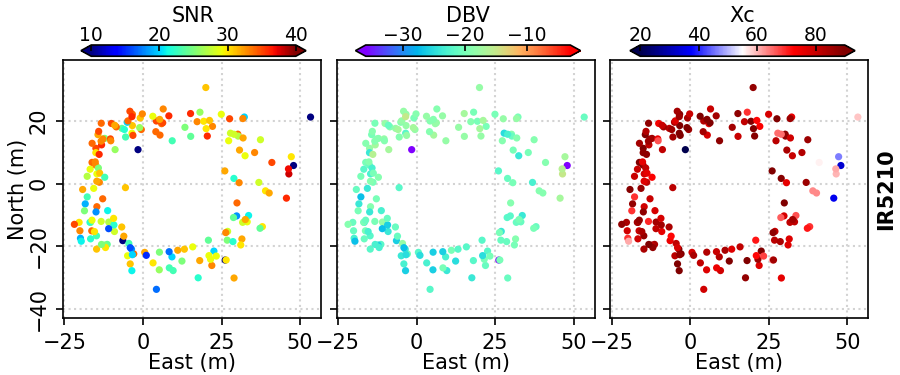 SNR DBV Xc
10 20 30 40 −30 −20 −10 20 40 60 80
20
0
−20
−40
North (m)
IR5210
−25 0 25 50 −25 0 25 50 −25 0 25 50
East (m) East (m) East (m)